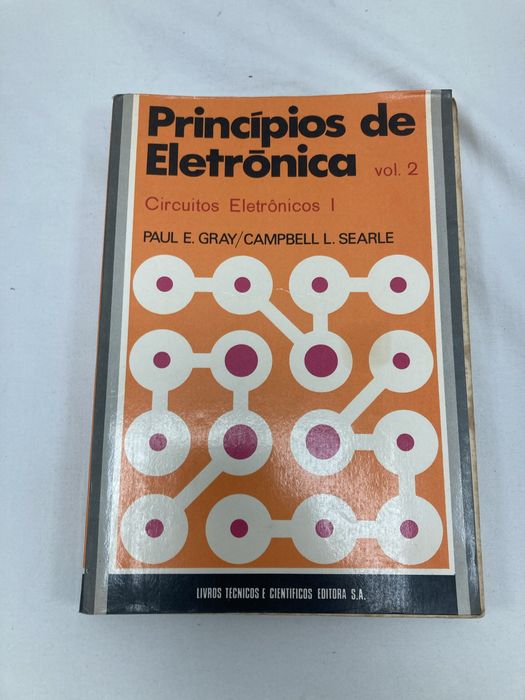 Princípios de
Eletrônica vol. 2
Circuitos Eletrônicos I
PAUL E. GRAY/CAMPBELL L. SEARLE
LIVROS TÉCNICOS E CIENTÍFICOS EDITORA S.A.